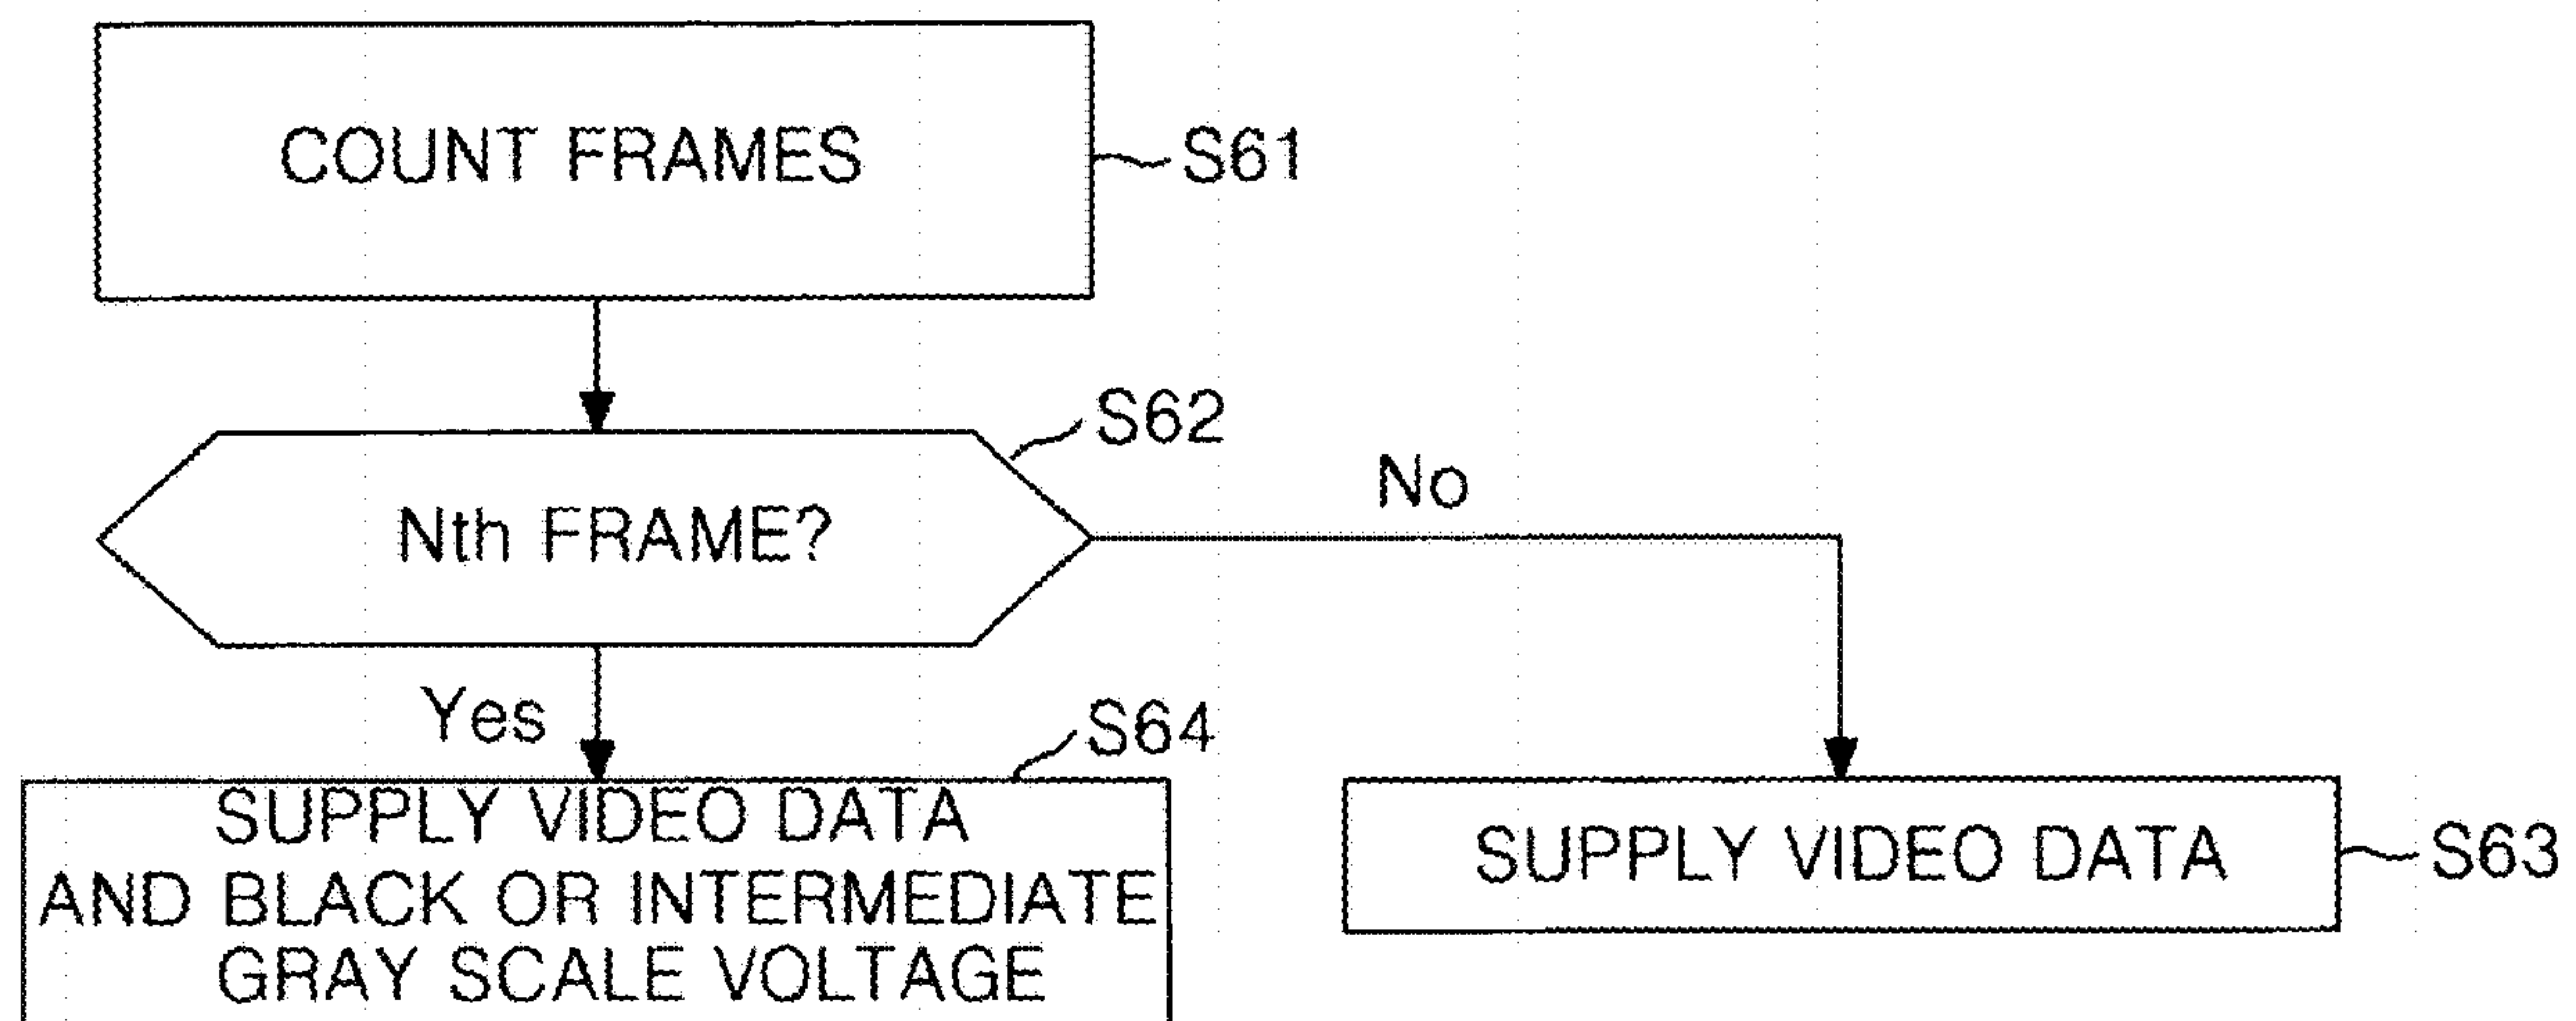 COUNT FRAMES
S61
S62
Nth FRAME?
No
Yes
S64
SUPPLY VIDEO DATA
AND BLACK OR INTERMEDIATE
GRAY SCALE VOLTAGE
SUPPLY VIDEO DATA
S63